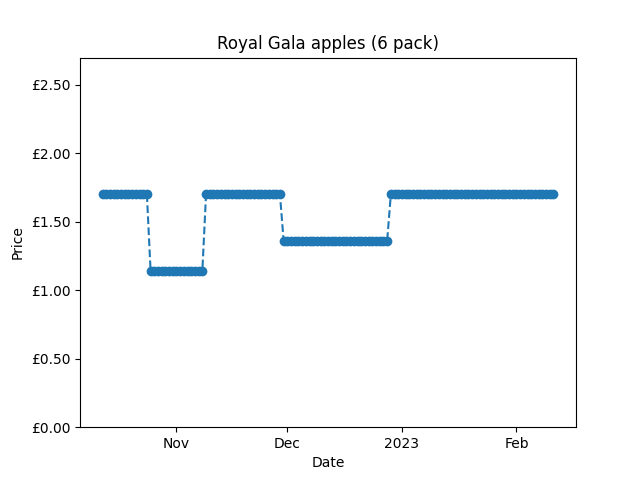 Royal Gala apples (6 pack)
£2.50
£2.00
£1.50
£1.00
£0.50
£0.00
Price
Nov
Dec
2023
Feb
Date